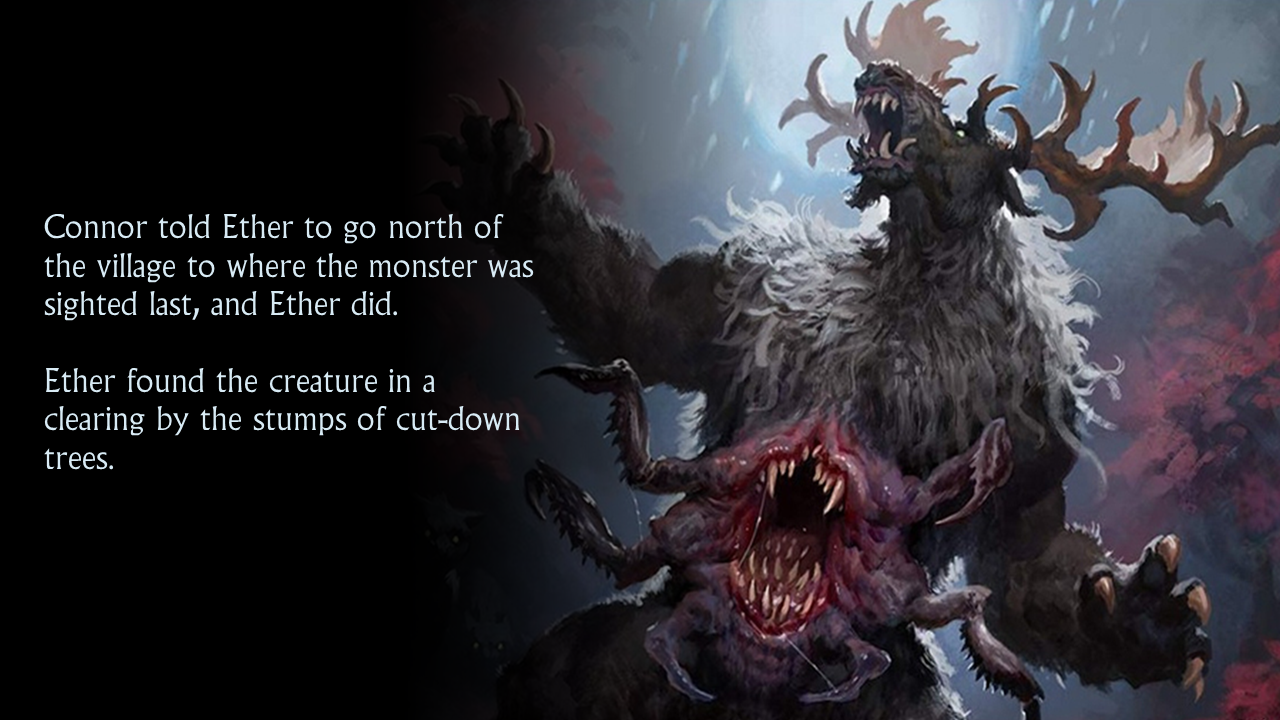 Connor told Ether to go north of
the village to where the monster was
sighted last, and Ether did.
Ether found the creature in a
clearing by the stumps of cut-down
trees.